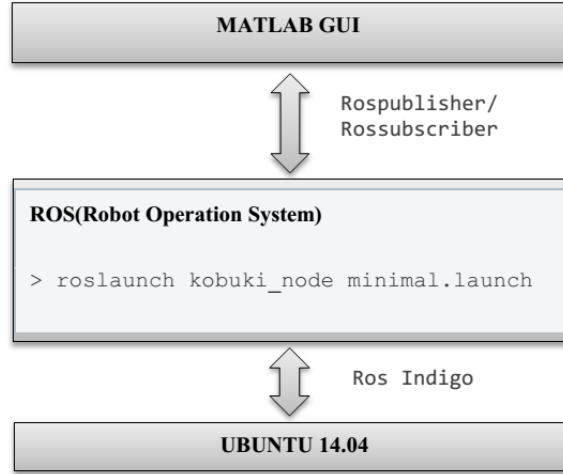 MATLAB GUI
Rospublisher/
Rossubscriber
ROS(Robot Operation System)
> roslaunch kobuki_node minimal.launch
Ros Indigo
UBUNTU 14.04